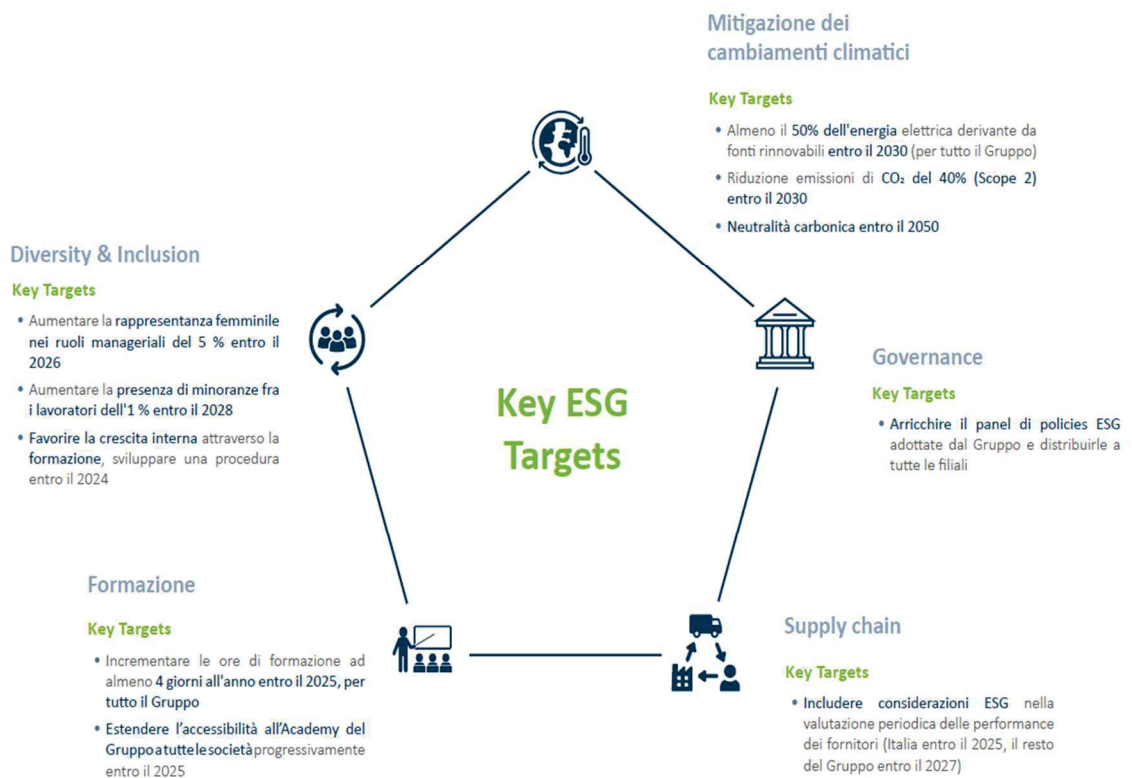 Mitigazione dei
cambiamenti climatici
Key Targets
• Almeno il 50% dell'energia elettrica derivante da
fonti rinnovabili entro il 2030 (per tutto il Gruppo)
• Riduzione emissioni di CO₂ del 40% (Scope 2)
entro il 2030
• Neutralità carbonica entro il 2050
Diversity & Inclusion
Key Targets
• Aumentare la rappresentanza femminile
nei ruoli manageriali del 5 % entro il
2026
• Aumentare la presenza di minoranze fra
i lavoratori dell'1 % entro il 2028
• Favorire la crescita interna attraverso la
formazione, sviluppare una procedura
entro il 2024
Key ESG
Targets
Governance
Key Targets
• Arricchire il panel di policies ESG
adottate dal Gruppo e distribuirle a
tutte le filiali
Formazione
Key Targets
• Incrementare le ore di formazione ad
almeno 4 giorni all'anno entro il 2025, per
tutto il Gruppo
• Estendere l'accessibilità all'Academy del
Gruppo a tutte le società progressivamente
entro il 2025
Supply chain
Key Targets
• Includere considerazioni ESG nella
valutazione periodica delle performance
dei fornitori (Italia entro il 2025, il resto
del Gruppo entro il 2027)